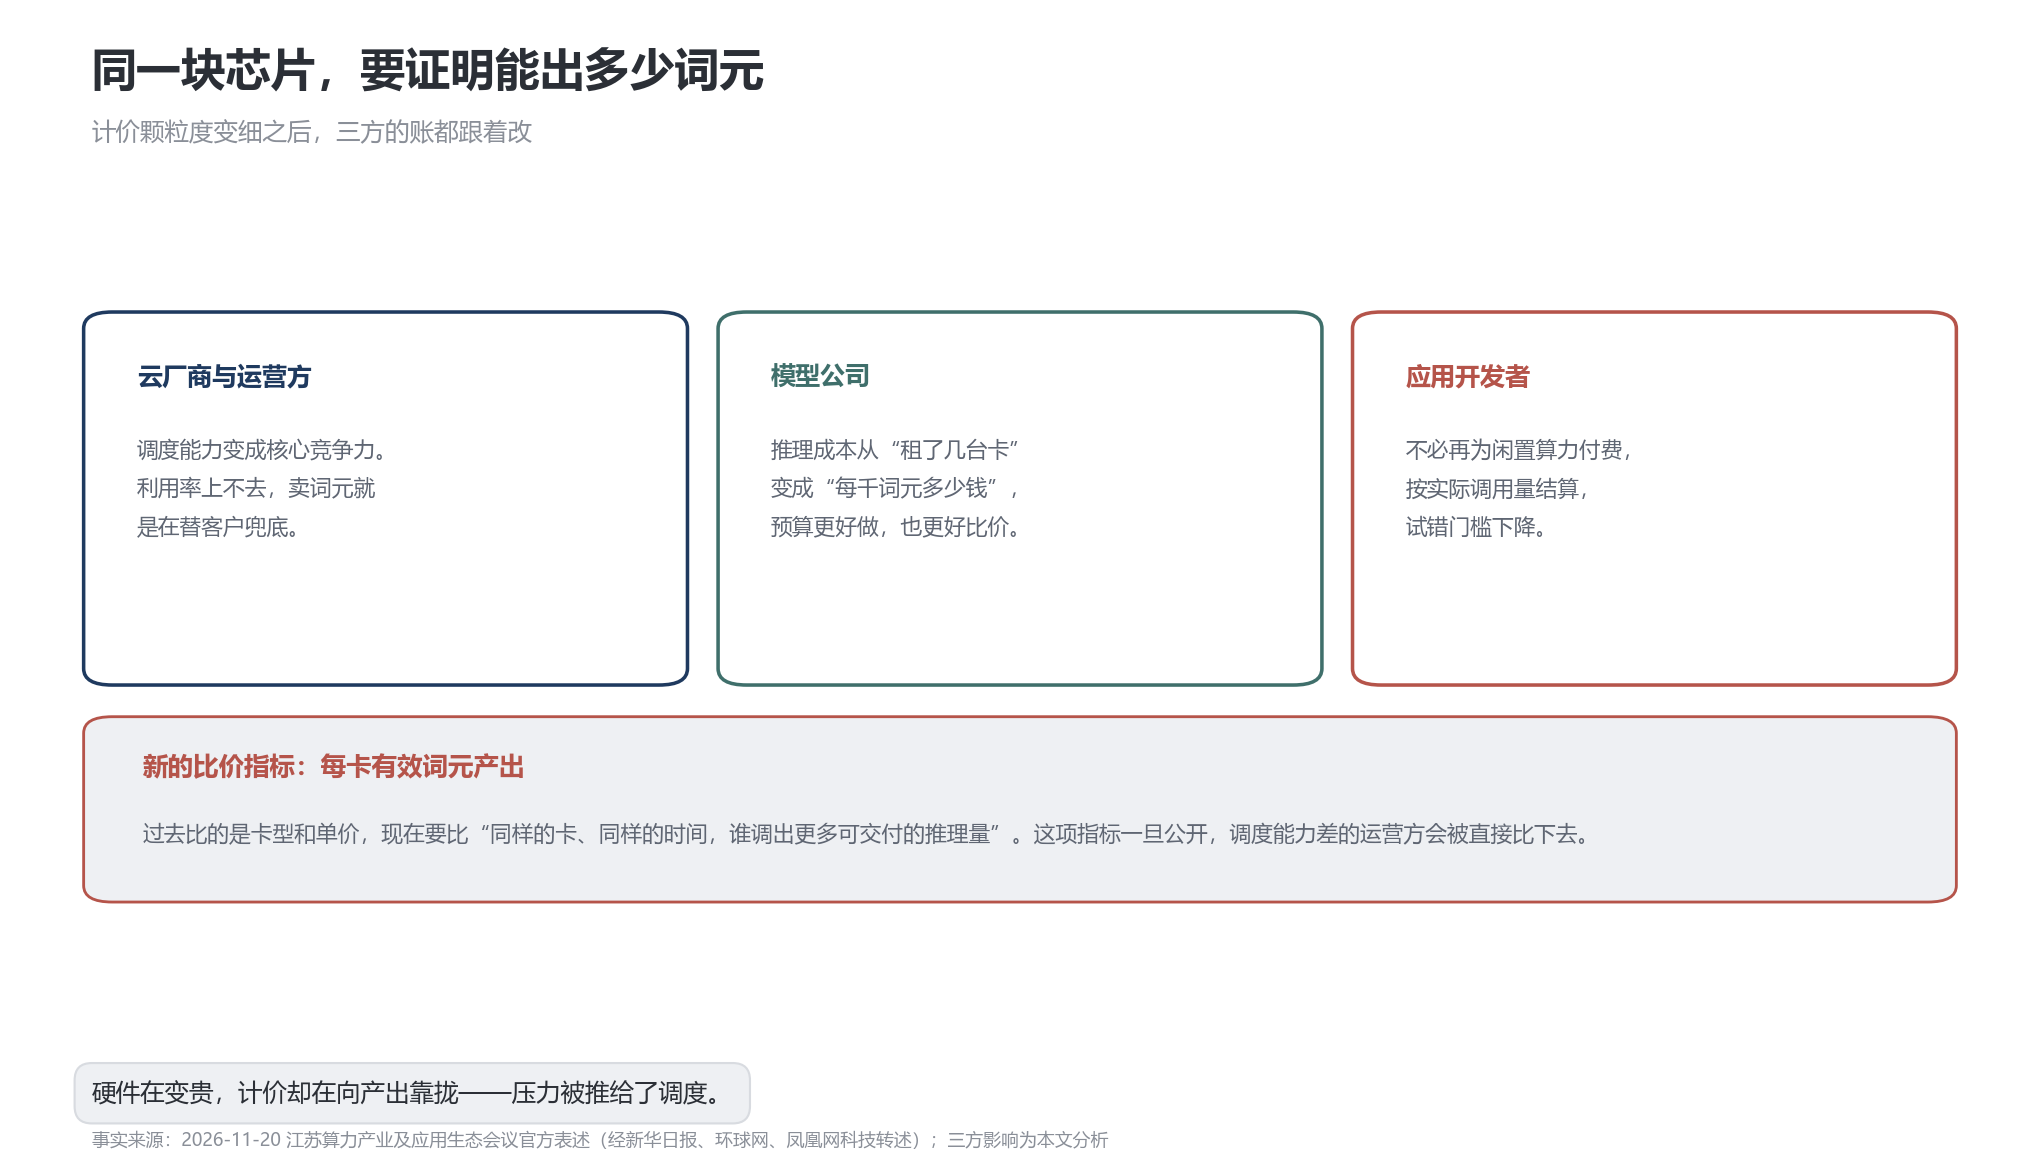 同一块芯片，要证明能出多少词元
计价颗粒度变细之后，三方的账都跟着改
云厂商与运营方
调度能力变成核心竞争力。
利用率上不去，卖词元就
是在替客户兜底。
模型公司
推理成本从“租了几台卡”
变成“每千词元多少钱”，
预算更好做，也更好比价。
应用开发者
不必再为闲置算力付费，
按实际调用量结算，
试错门槛下降。
新的比价指标：每卡有效词元产出
过去比的是卡型和单价，现在要比“同样的卡、同样的时间，谁调出更多可交付的推理量”。这项指标一旦公开，调度能力差的运营方会被直接比下去。
硬件在变贵，计价却在向产出靠拢——压力被推给了调度。
事实来源：2026-11-20 江苏算力产业及应用生态会议官方表述（经新华日报、环球网、凤凰网科技转述）；三方影响为本文分析